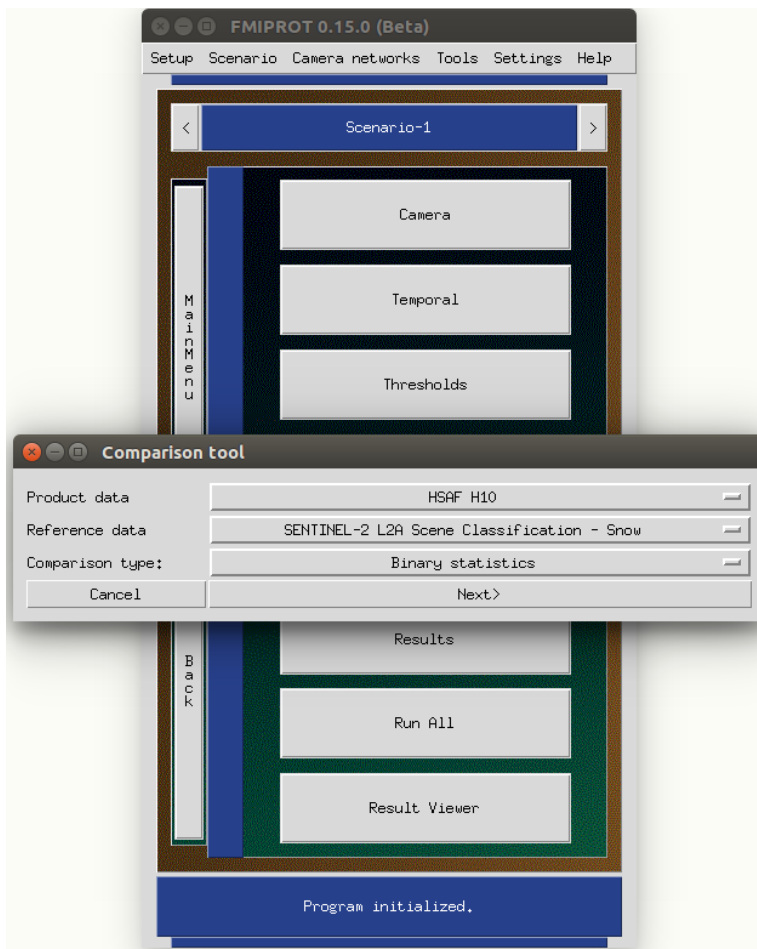 FMIPROT 0.15.0 (Beta)
Setup Scenario Camera networks Tools Settings Help
< Scenario-1 >
Camera
Temporal
Thresholds
MainMenu
Comparison tool
Product data HSAF H10
Reference data SENTINEL-2 L2A Scene Classification - Snow
Comparison type: Binary statistics
Cancel Next>
Results
Back
Run All
Result Viewer
Program initialized.